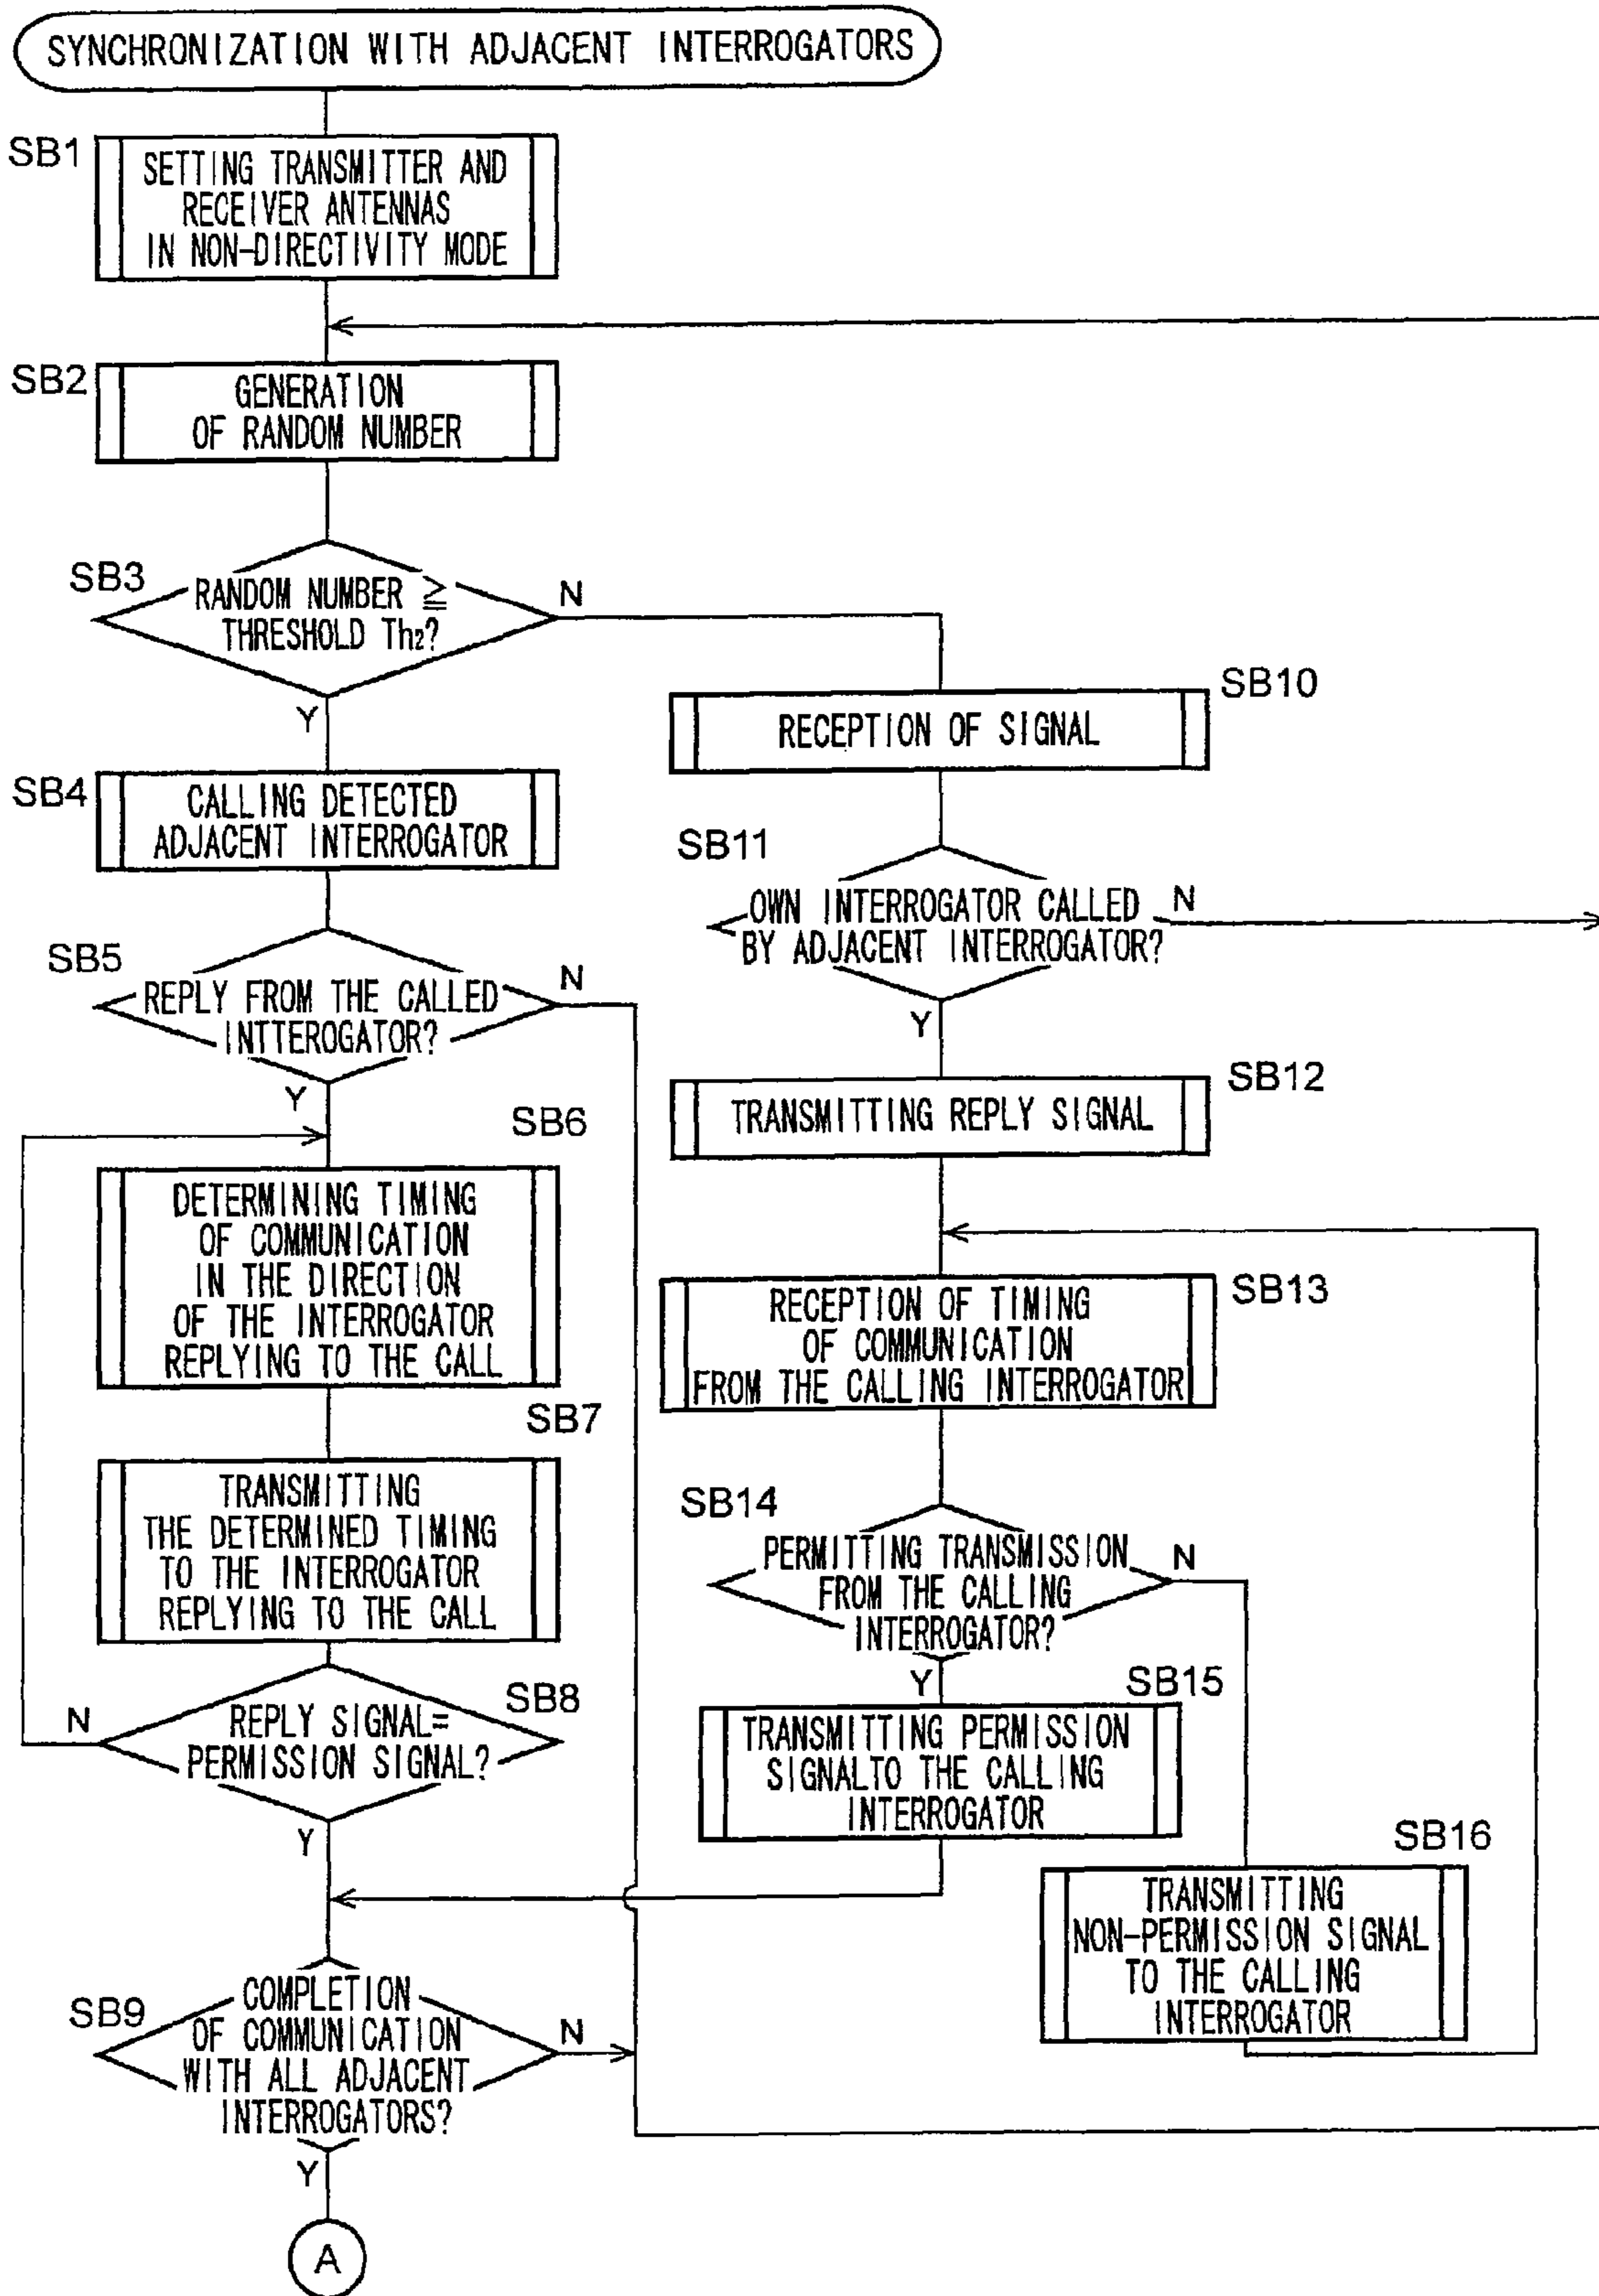 SYNCHRONIZATION WITH ADJACENT INTERROGATORS
SB1
SETTING TRANSMITTER AND
RECEIVER ANTENNAS
IN NON-DIRECTIVITY MODE
SB2
GENERATION
OF RANDOM NUMBER
SB3
RANDOM NUMBER ≧
THRESHOLD Th2?
N
Y
SB4
CALLING DETECTED
ADJACENT INTERROGATOR
SB5
REPLY FROM THE CALLED
INTTEROGATOR?
N
Y
SB6
DETERMINING TIMING
OF COMMUNICATION
IN THE DIRECTION
OF THE INTERROGATOR
REPLYING TO THE CALL
SB7
TRANSMITTING
THE DETERMINED TIMING
TO THE INTERROGATOR
REPLYING TO THE CALL
SB8
REPLY SIGNAL=
PERMISSION SIGNAL?
N
Y
SB9
COMPLETION
OF COMMUNICATION
WITH ALL ADJACENT
INTERROGATORS?
N
Y
A
SB10
RECEPTION OF SIGNAL
SB11
OWN INTERROGATOR CALLED
BY ADJACENT INTERROGATOR?
N
Y
SB12
TRANSMITTING REPLY SIGNAL
SB13
RECEPTION OF TIMING
OF COMMUNICATION
FROM THE CALLING INTERROGATOR
SB14
PERMITTING TRANSMISSION
FROM THE CALLING
INTERROGATOR?
N
Y
SB15
TRANSMITTING PERMISSION
SIGNALTO THE CALLING
INTERROGATOR
SB16
TRANSMITTING
NON-PERMISSION SIGNAL
TO THE CALLING
INTERROGATOR